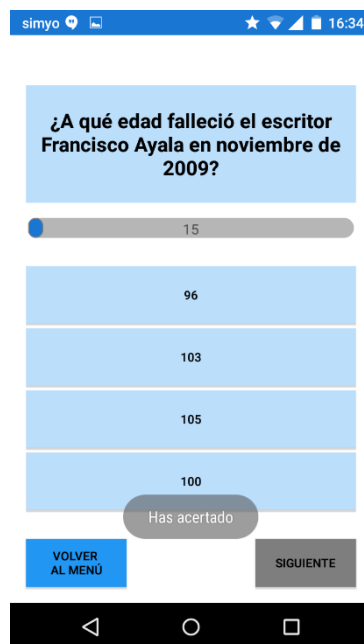 simyo 16:34
¿A qué edad falleció el escritor
Francisco Ayala en noviembre de
2009?
15
96
103
105
100
Has acertado
VOLVER
AL MENÚ
SIGUIENTE